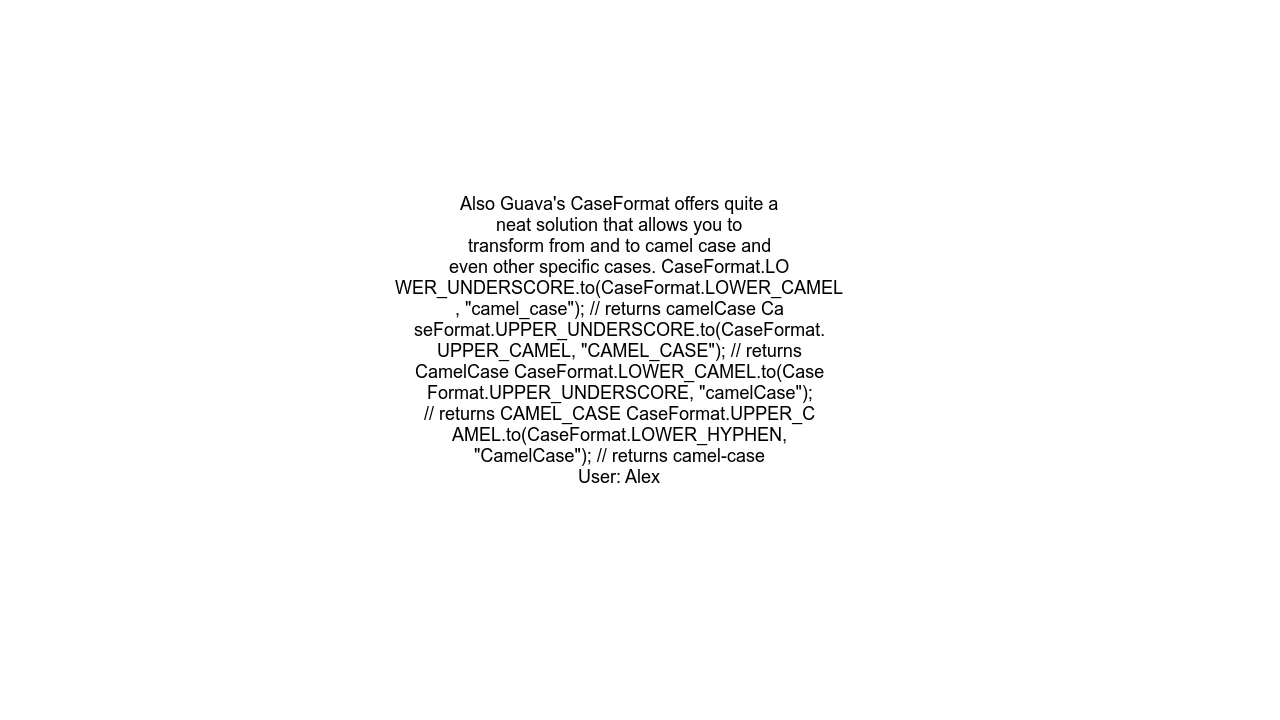 Also Guava's CaseFormat offers quite a
neat solution that allows you to
transform from and to camel case and
even other specific cases. CaseFormat.LO
WER_UNDERSCORE.to(CaseFormat.LOWER_CAMEL
, "camel_case"); // returns camelCase Ca
seFormat.UPPER_UNDERSCORE.to(CaseFormat.
UPPER_CAMEL, "CAMEL_CASE"); // returns
CamelCase CaseFormat.LOWER_CAMEL.to(Case
Format.UPPER_UNDERSCORE, "camelCase");
// returns CAMEL_CASE CaseFormat.UPPER_C
AMEL.to(CaseFormat.LOWER_HYPHEN,
"CamelCase"); // returns camel-case
User: Alex